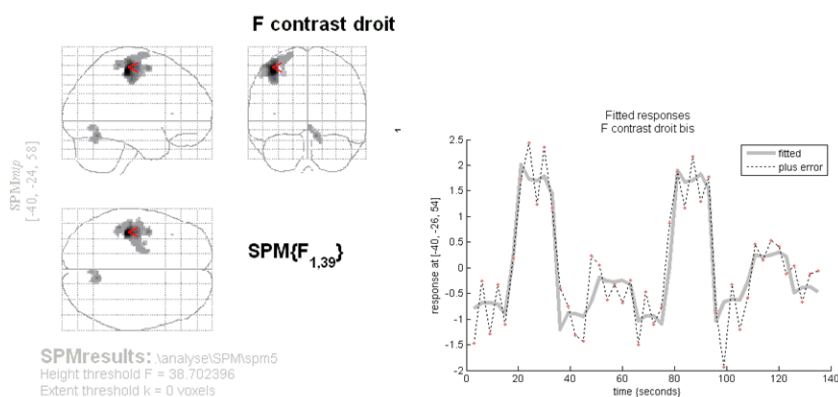 F contrast droit
SPMmip
[-40, -24, 58]
1
SPM{F1,39}
SPMresults: .\analyse\SPM\spm5
Height threshold F = 38.702396
Extent threshold k = 0 voxels
Fitted responses
F contrast droit bis
fitted
plus error
response at [-40, -26, 54]
2.5
2
1.5
1
0.5
0
-0.5
-1
-1.5
-2
0 20 40 60 80 100 120 140
time {seconds}